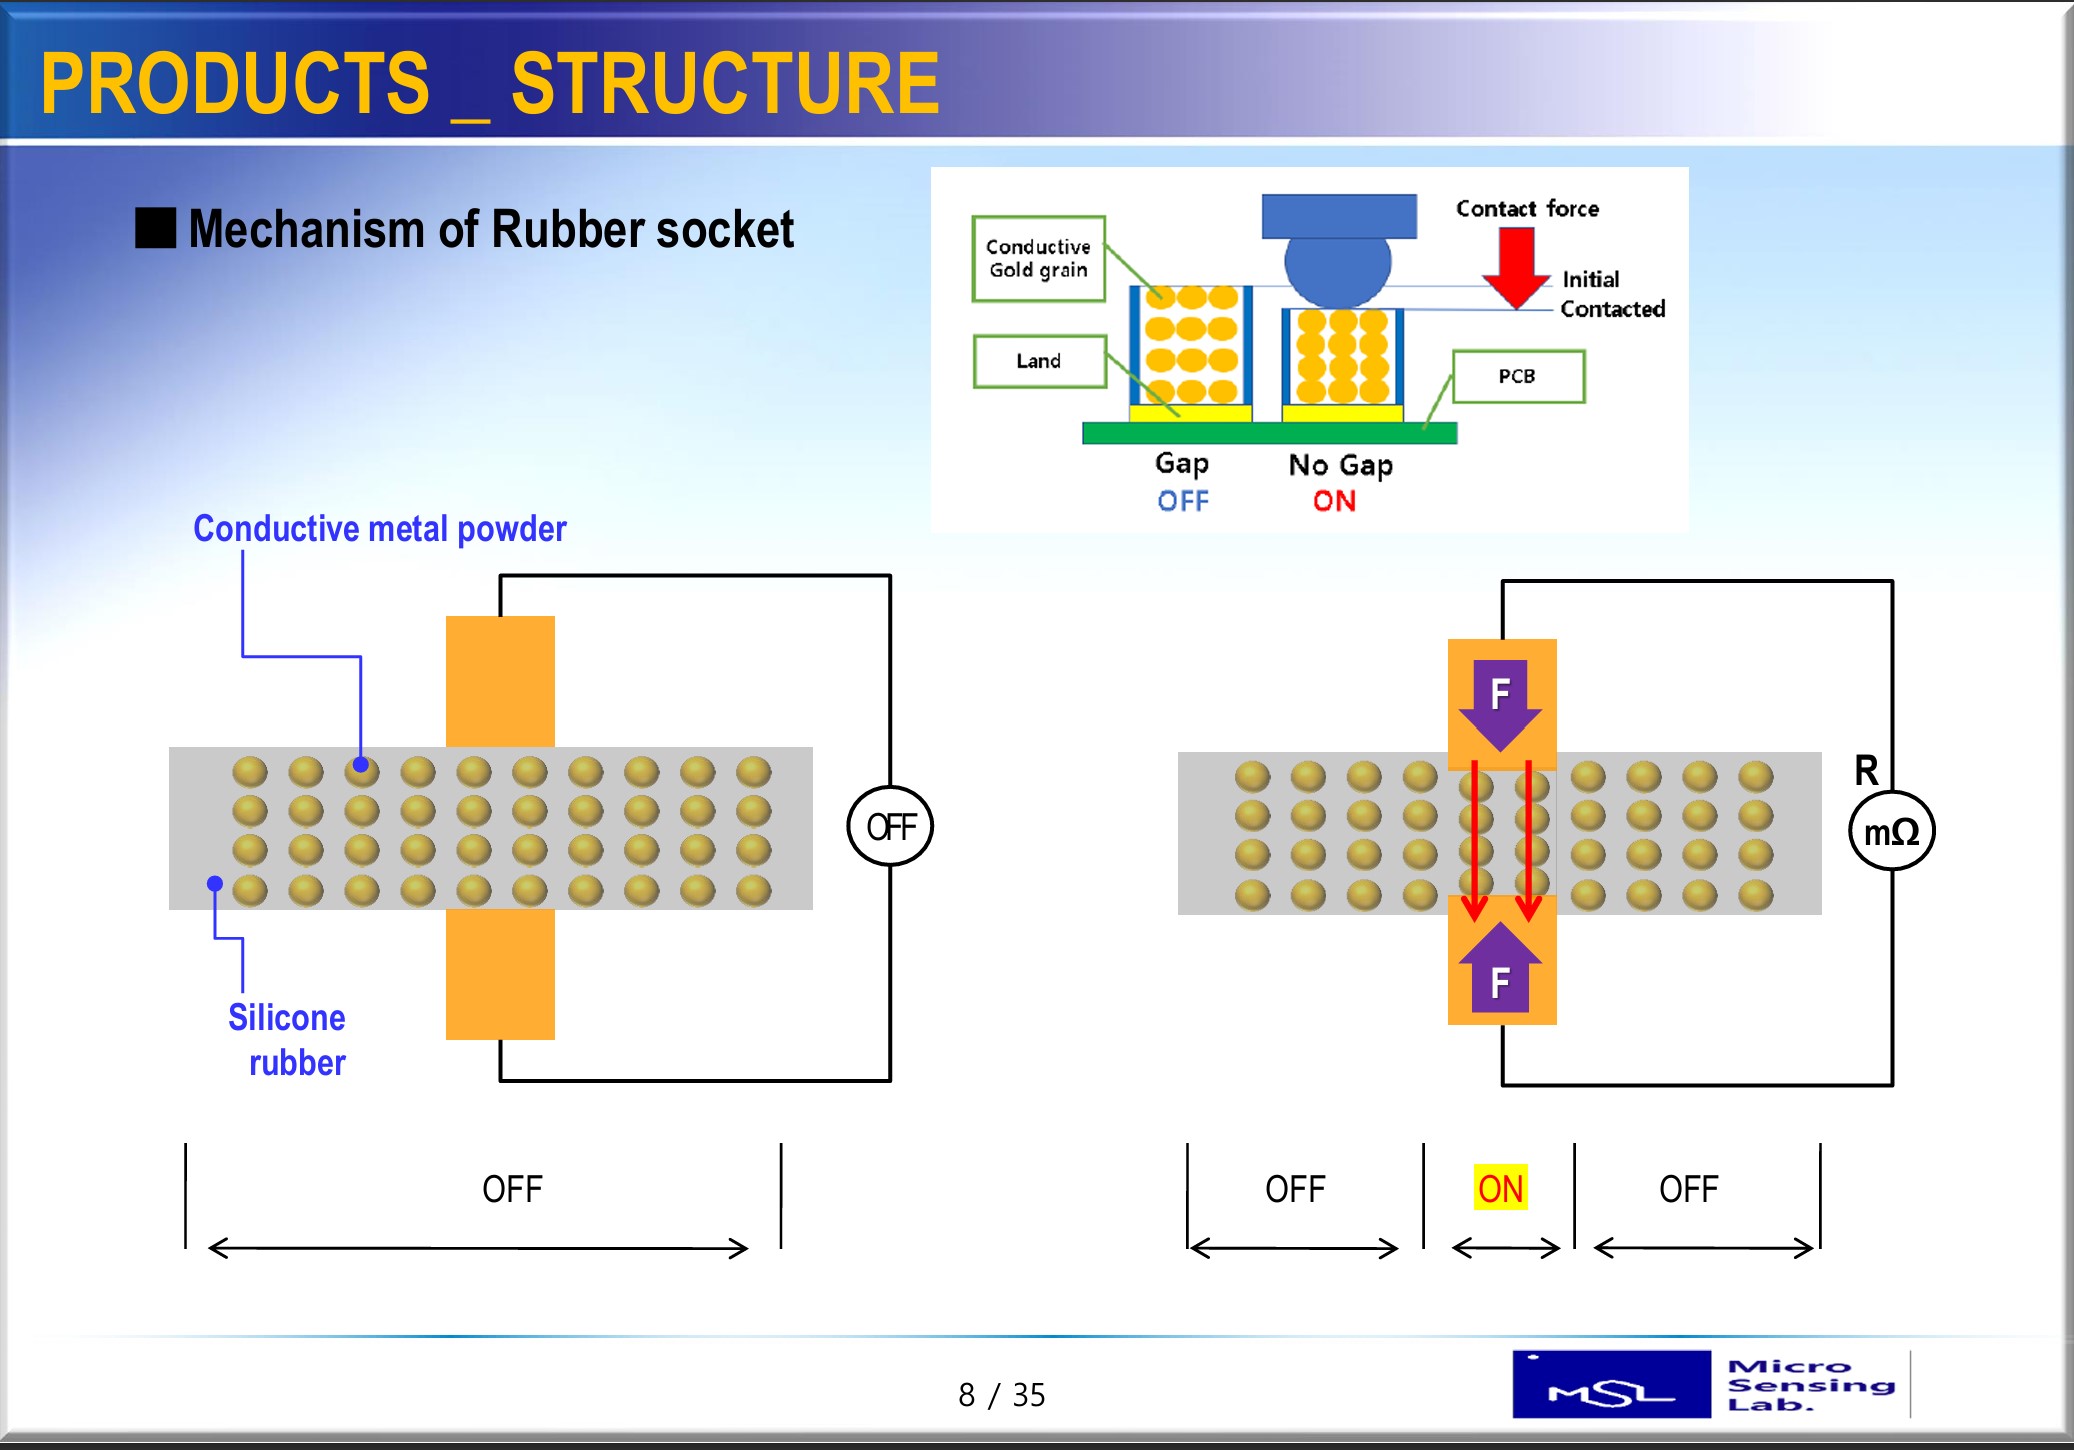 PRODUCTS _ STRUCTURE
■ Mechanism of Rubber socket
Conductive
Gold grain
Land
Contact force
Initial
Contacted
PCB
Gap
OFF
No Gap
ON
Conductive metal powder
OFF
Silicone
rubber
F
F
R
mΩ
OFF
OFF
ON
OFF
8 / 35
MSL
Micro
Sensing
Lab.